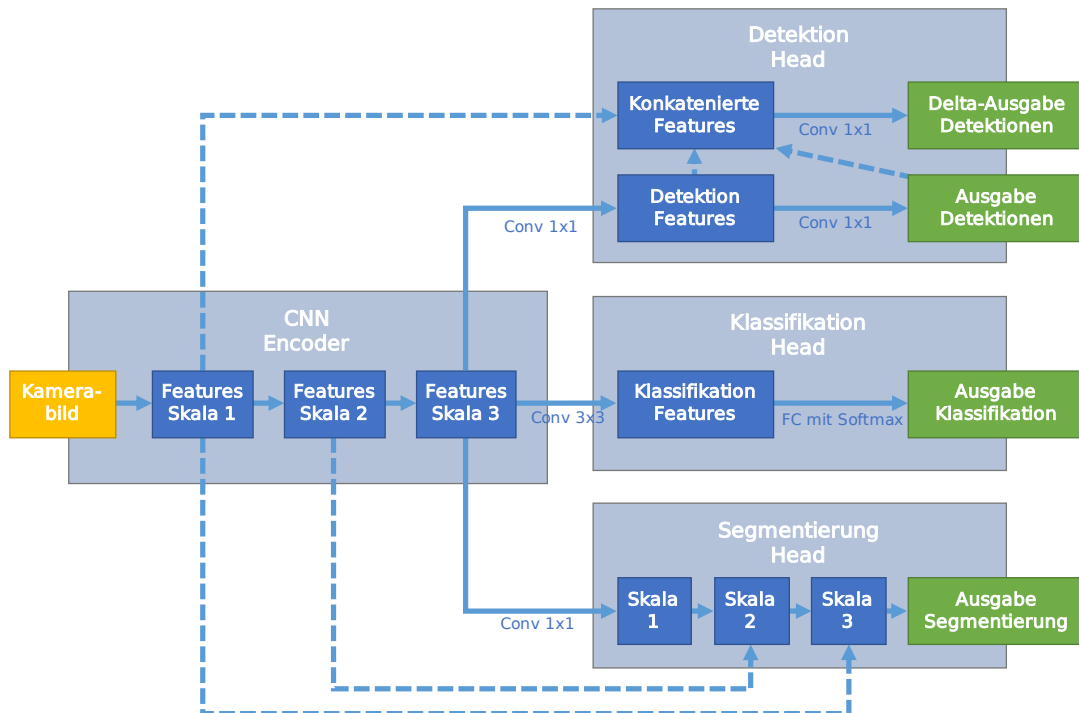 Detektion
Head
Konkatenierte
Features
Conv 1x1
Delta-Ausgabe
Detektionen
Detektion
Features
Conv 1x1
Conv 1x1
Ausgabe
Detektionen
CNN
Encoder
Kamera-
bild
Features
Skala 1
Features
Skala 2
Features
Skala 3
Conv 3x3
Klassifikation
Head
Klassifikation
Features
FC mit Softmax
Ausgabe
Klassifikation
Segmentierung
Head
Conv 1x1
Skala
1
Skala
2
Skala
3
Ausgabe
Segmentierung